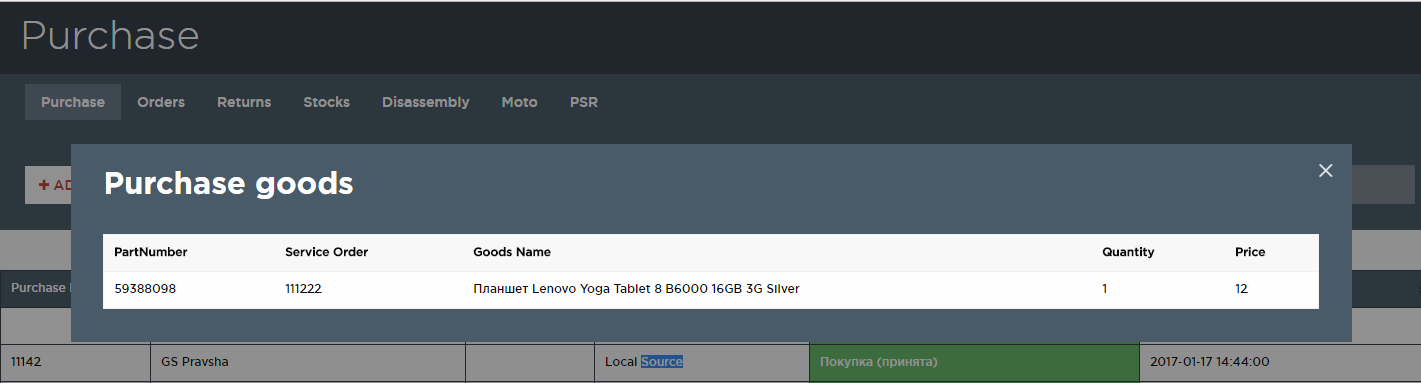 Purchase
Purchase Orders Returns Stocks Disassembly Moto PSR
+ AD
Purchase goods
PartNumber Service Order Goods Name Quantity Price
59388098 111222 Планшет Lenovo Yoga Tablet 8 B6000 16GB 3G Silver 1 12
Purchase
11142 GS Pravsha Local Source Покупка (принята) 2017-01-17 14:44:00